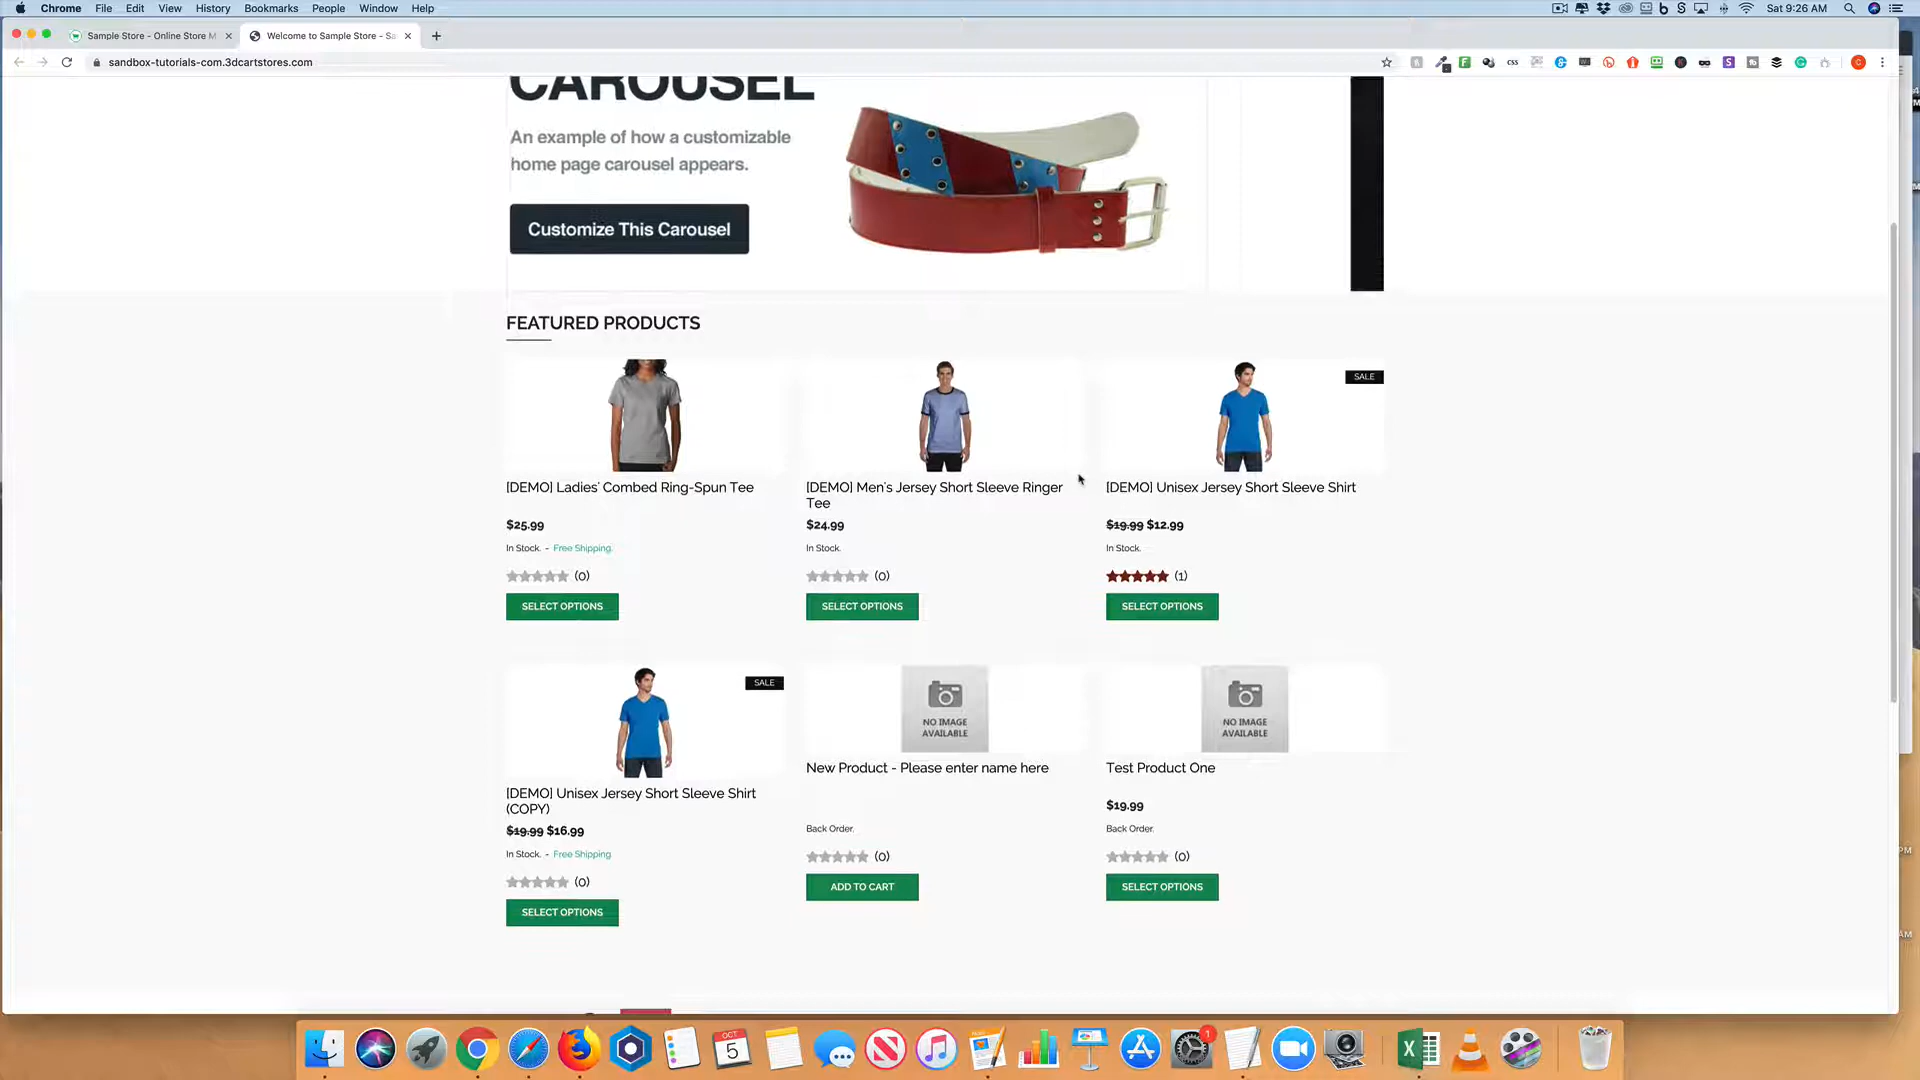 Chrome File Edit View History Bookmarks People Window Help
Sat 9:26 AM
Sample Store - Online Store M
Welcome to Sample Store - Sa
sandbox-tutorials-com.3dcartstores.com
CAROUSEL
An example of how a customizable
home page carousel appears.
Customize This Carousel
FEATURED PRODUCTS
SALE
[DEMO] Ladies' Combed Ring-Spun Tee
$25.99
In Stock. - Free Shipping.
(0)
SELECT OPTIONS
[DEMO] Men's Jersey Short Sleeve Ringer
Tee
$24.99
In Stock.
(0)
SELECT OPTIONS
[DEMO] Unisex Jersey Short Sleeve Shirt
$19.99 $12.99
In Stock.
(1)
SELECT OPTIONS
SALE
[DEMO] Unisex Jersey Short Sleeve Shirt
(COPY)
$19.99 $16.99
In Stock. - Free Shipping
(0)
SELECT OPTIONS
NO IMAGE
AVAILABLE
New Product - Please enter name here
Back Order.
(0)
ADD TO CART
NO IMAGE
AVAILABLE
Test Product One
$19.99
Back Order.
(0)
SELECT OPTIONS
OCT
5
1
PM
AM